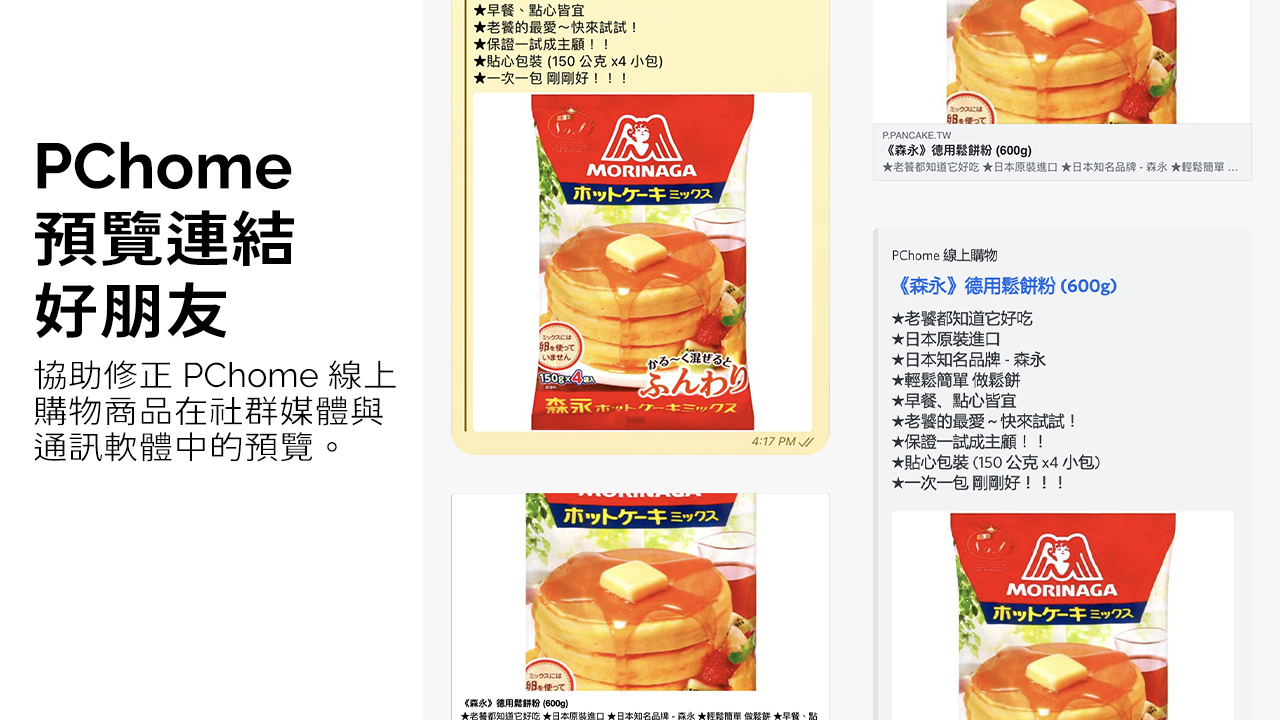 PChome
預覽連結
好朋友
協助修正 PChome 線上
購物商品在社群媒體與
通訊軟體中的預覽。
★早餐、點心皆宜
★老饕的最愛～快來試試！
★保證一試成主顧！！
★貼心包裝 (150 公克 x4 小包)
★一次一包 剛剛好！！！
No.1
MORINAGA
ホットケーキミックス
ミックスには
卵を使って
いません
150g×4袋入
かる〜く混ぜると
ふんわり
森永ホットケーキミックス
4:17 PM
MORINAGA
ホットケーキミックス
ミックスには
卵を使って
《森永》德用鬆餅粉 (600g)
★老饕都知道它好吃 ★日本原裝進口 ★日本知名品牌 - 森永 ★輕鬆簡單 做鬆餅 ★早餐、點
ミックスには
卵を使って
P.PANCAKE.TW
《森永》德用鬆餅粉 (600g)
★老饕都知道它好吃 ★日本原裝進口 ★日本知名品牌 - 森永 ★輕鬆簡單 ...
PChome 線上購物
《森永》德用鬆餅粉 (600g)
★老饕都知道它好吃
★日本原裝進口
★日本知名品牌 - 森永
★輕鬆簡單 做鬆餅
★早餐、點心皆宜
★老饕的最愛～快來試試！
★保證一試成主顧！！
★貼心包裝 (150 公克 x4 小包)
★一次一包 剛剛好！！！
No.1
MORINAGA
ホットケーキミックス